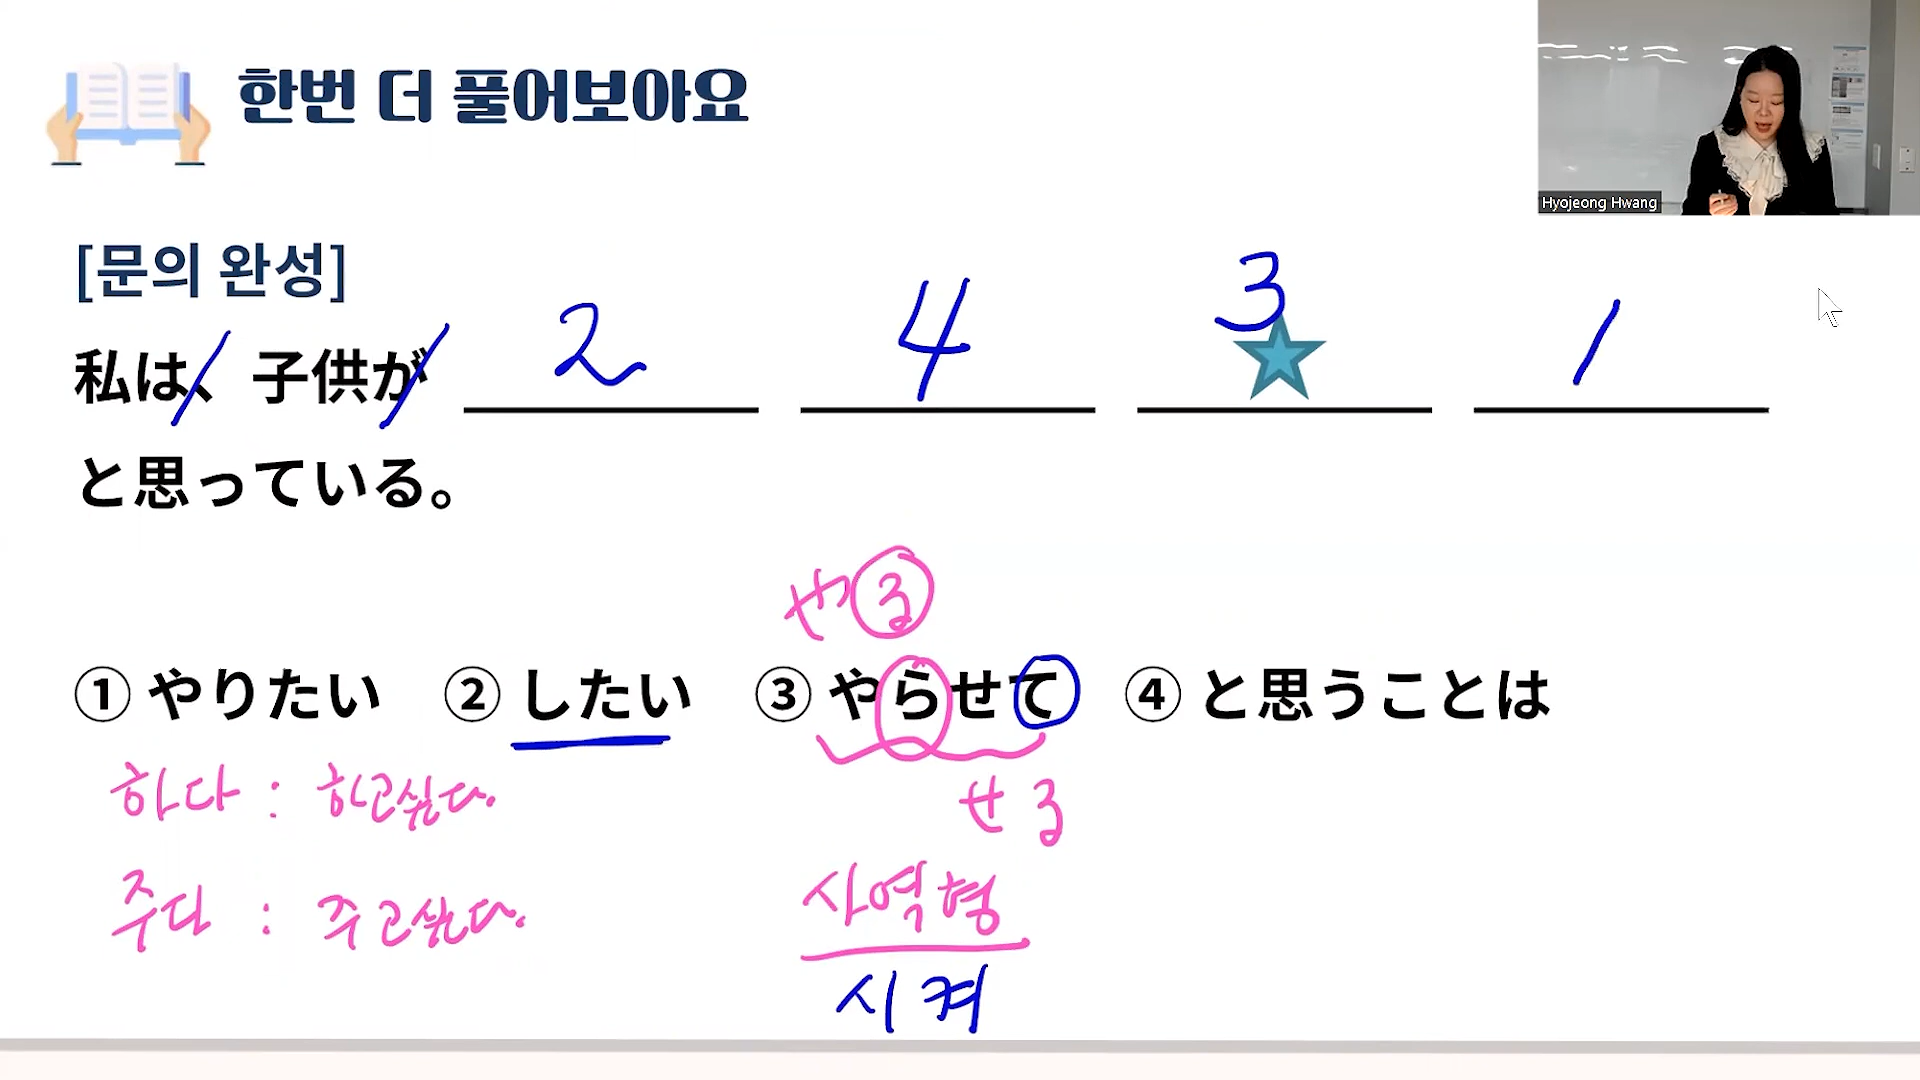 한번 더 풀어보아요
Hyojeong Hwang
[문의 완성]
2 4 3 1
私は、子供が
と思っている。
やる
① やりたい ② したい ③ やらせて ④ と思うことは
하다 : 하고싶다.
せる
주다 : 주고싶다.
사역형
시켜